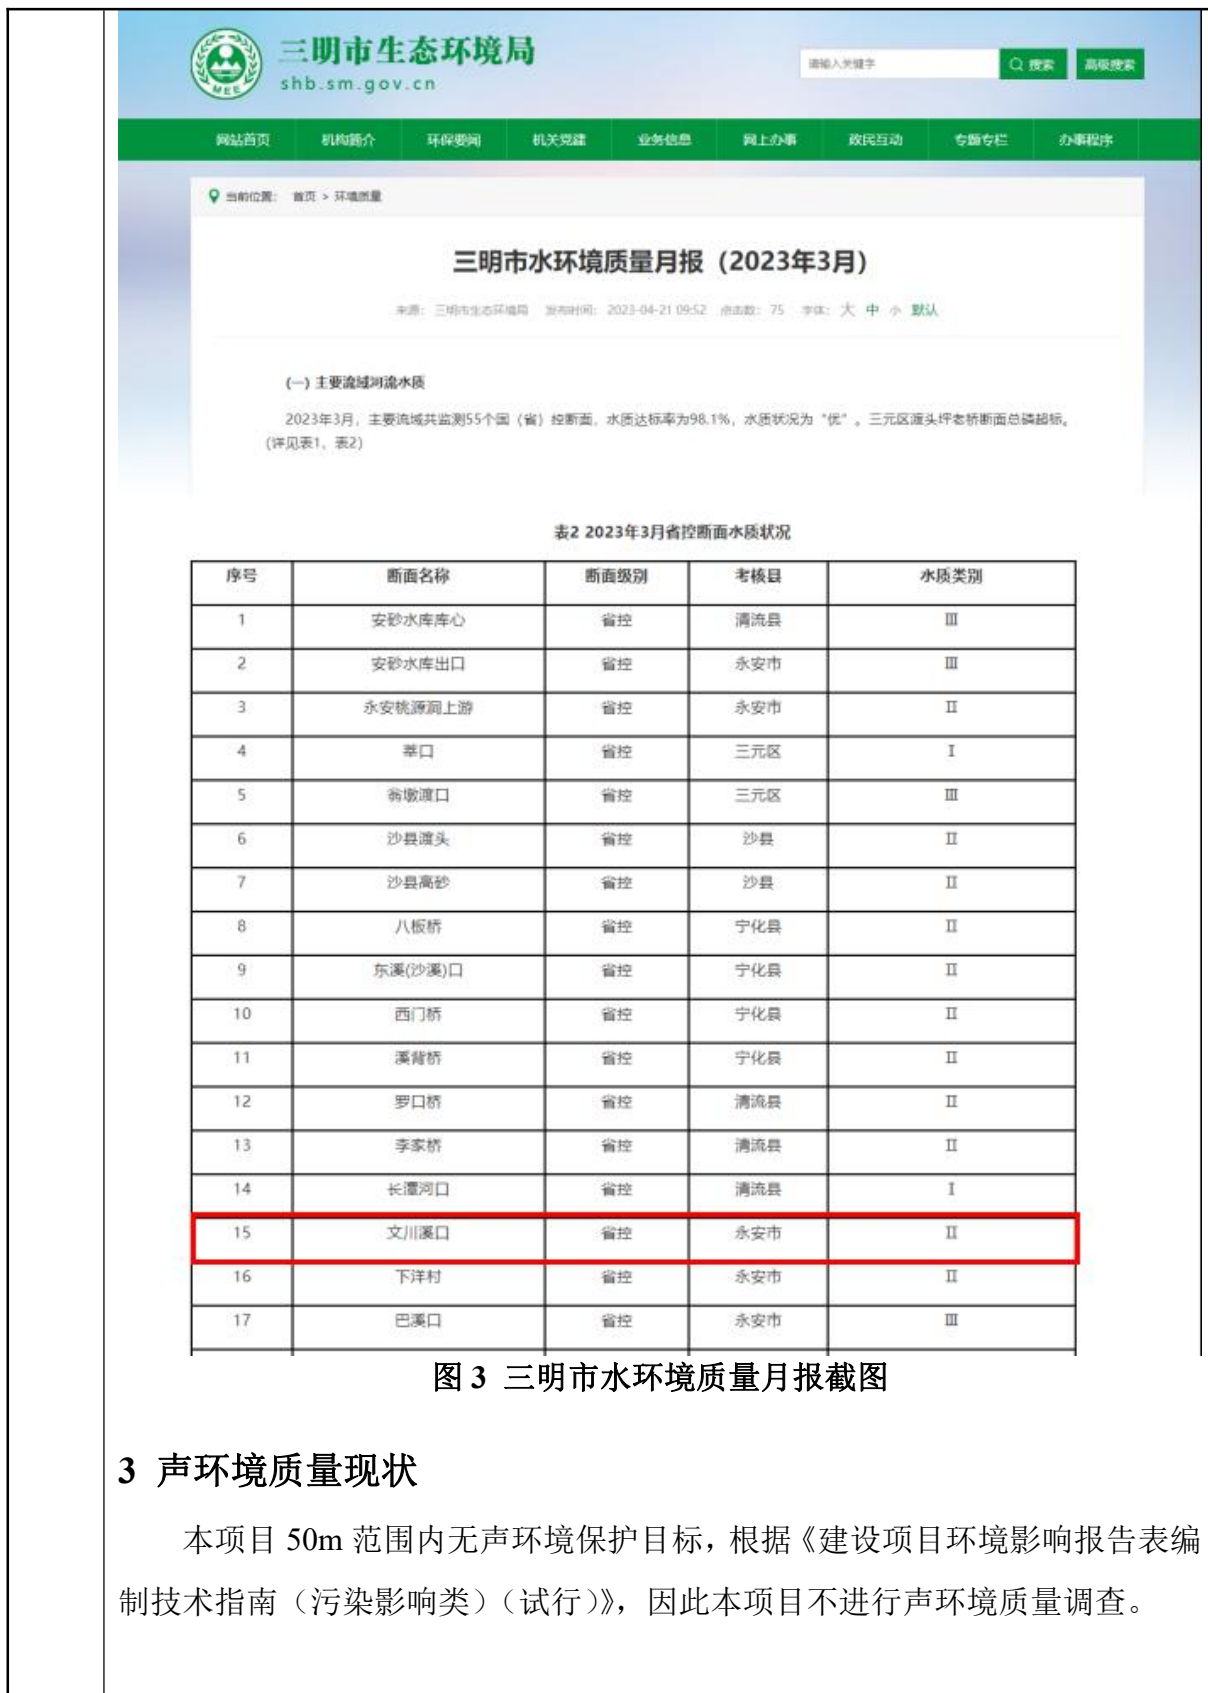 三明市生态环境局
shb.sm.gov.cn
MEE
请输入关键字
搜索
高级搜索
网站首页 机构简介 环保要闻 机关党建 业务信息 网上办事 政民互动 专题专栏 办事程序
当前位置： 首页 > 环境质量
三明市水环境质量月报（2023年3月）
来源：三明市生态环境局 发布时间：2023-04-21 09:52 点击数：75 字体：大 中 小 默认
(一) 主要流域河流水质
2023年3月，主要流域共监测55个国（省）控断面，水质达标率为98.1%，水质状况为“优”。三元区渡头坪老桥断面总磷超标。
(详见表1、表2)
表2 2023年3月省控断面水质状况
序号 断面名称 断面级别 考核县 水质类别
1 安砂水库库心 省控 清流县 Ⅲ
2 安砂水库出口 省控 永安市 Ⅲ
3 永安桃源洞上游 省控 永安市 Ⅱ
4 莘口 省控 三元区 Ⅰ
5 翁墩渡口 省控 三元区 Ⅲ
6 沙县渡头 省控 沙县 Ⅱ
7 沙县高砂 省控 沙县 Ⅱ
8 八板桥 省控 宁化县 Ⅱ
9 东溪(沙溪)口 省控 宁化县 Ⅱ
10 西门桥 省控 宁化县 Ⅱ
11 溪背桥 省控 宁化县 Ⅱ
12 罗口桥 省控 清流县 Ⅱ
13 李家桥 省控 清流县 Ⅱ
14 长潭河口 省控 清流县 Ⅰ
15 文川溪口 省控 永安市 Ⅱ
16 下洋村 省控 永安市 Ⅱ
17 巴溪口 省控 永安市 Ⅲ
图 3 三明市水环境质量月报截图
3 声环境质量现状
本项目 50m 范围内无声环境保护目标，根据《建设项目环境影响报告表编
制技术指南（污染影响类）（试行）》，因此本项目不进行声环境质量调查。